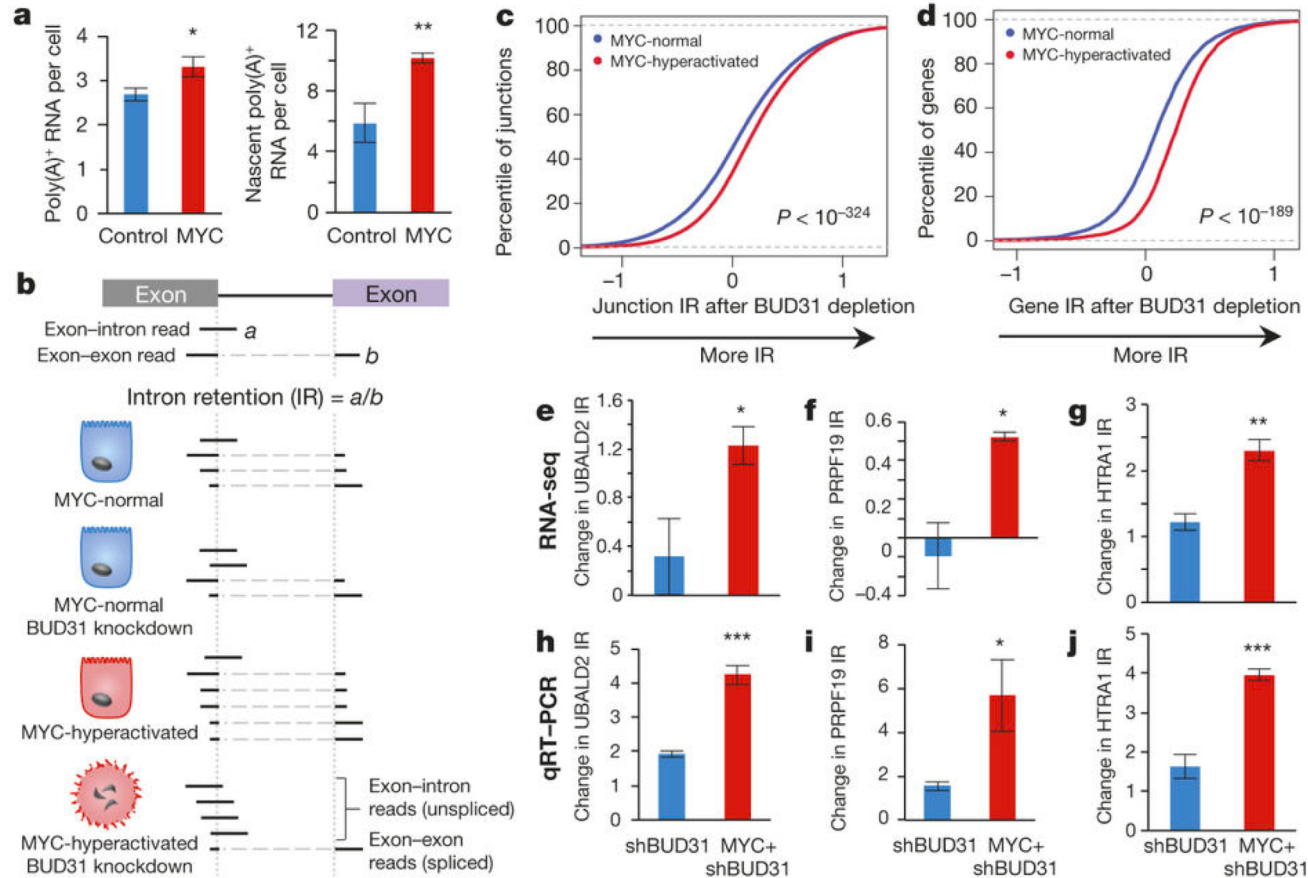 a
Poly(A)+ RNA per cell
4
3
2
1
0
*
Control MYC
Nascent poly(A)+
RNA per cell
12
9
6
3
0
**
Control MYC
b
Exon
Exon
Exon–intron read
a
Exon–exon read
b
Intron retention (IR) = a/b
MYC-normal
MYC-normal
BUD31 knockdown
MYC-hyperactivated
MYC-hyperactivated
BUD31 knockdown
Exon–intron
reads (unspliced)
Exon–exon
reads (spliced)
c
Percentile of junctions
100
80
60
40
20
0
MYC-normal
MYC-hyperactivated
P < 10–324
–1 0 1
Junction IR after BUD31 depletion
More IR
d
Percentile of genes
100
80
60
40
20
0
MYC-normal
MYC-hyperactivated
P < 10–189
–1 0 1
Gene IR after BUD31 depletion
More IR
RNA-seq
e
Change in UBALD2 IR
1.6
1.2
0.8
0.4
0
*
f
Change in PRPF19 IR
0.6
0.4
0.2
0
–0.4
*
g
Change in HTRA1 IR
3
2
1
0
**
qRT–PCR
h
Change in UBALD2 IR
5
4
3
2
1
0
***
shBUD31 MYC+
shBUD31
i
Change in PRPF19 IR
8
6
4
2
0
*
shBUD31 MYC+
shBUD31
j
Change in HTRA1 IR
5
4
3
2
1
0
***
shBUD31 MYC+
shBUD31